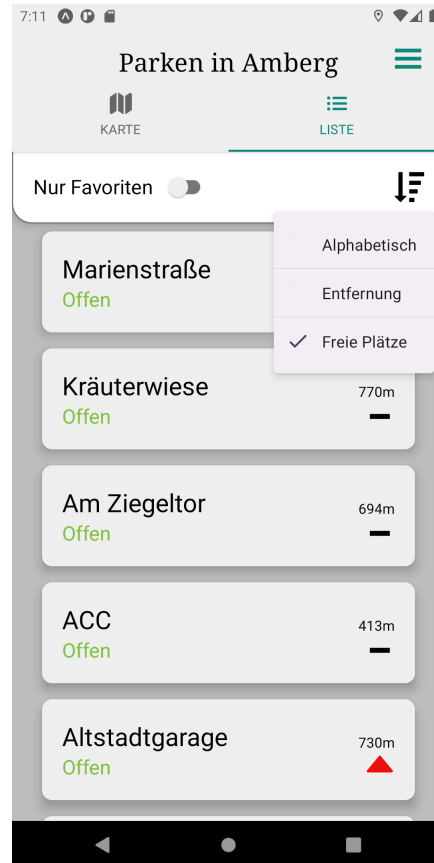 7:11
Parken in Amberg
KARTE
LISTE
Nur Favoriten
Alphabetisch
Entfernung
Freie Plätze
Marienstraße
Offen
Kräuterwiese
770m
Offen
Am Ziegeltor
694m
Offen
ACC
413m
Offen
Altstadtgarage
730m
Offen